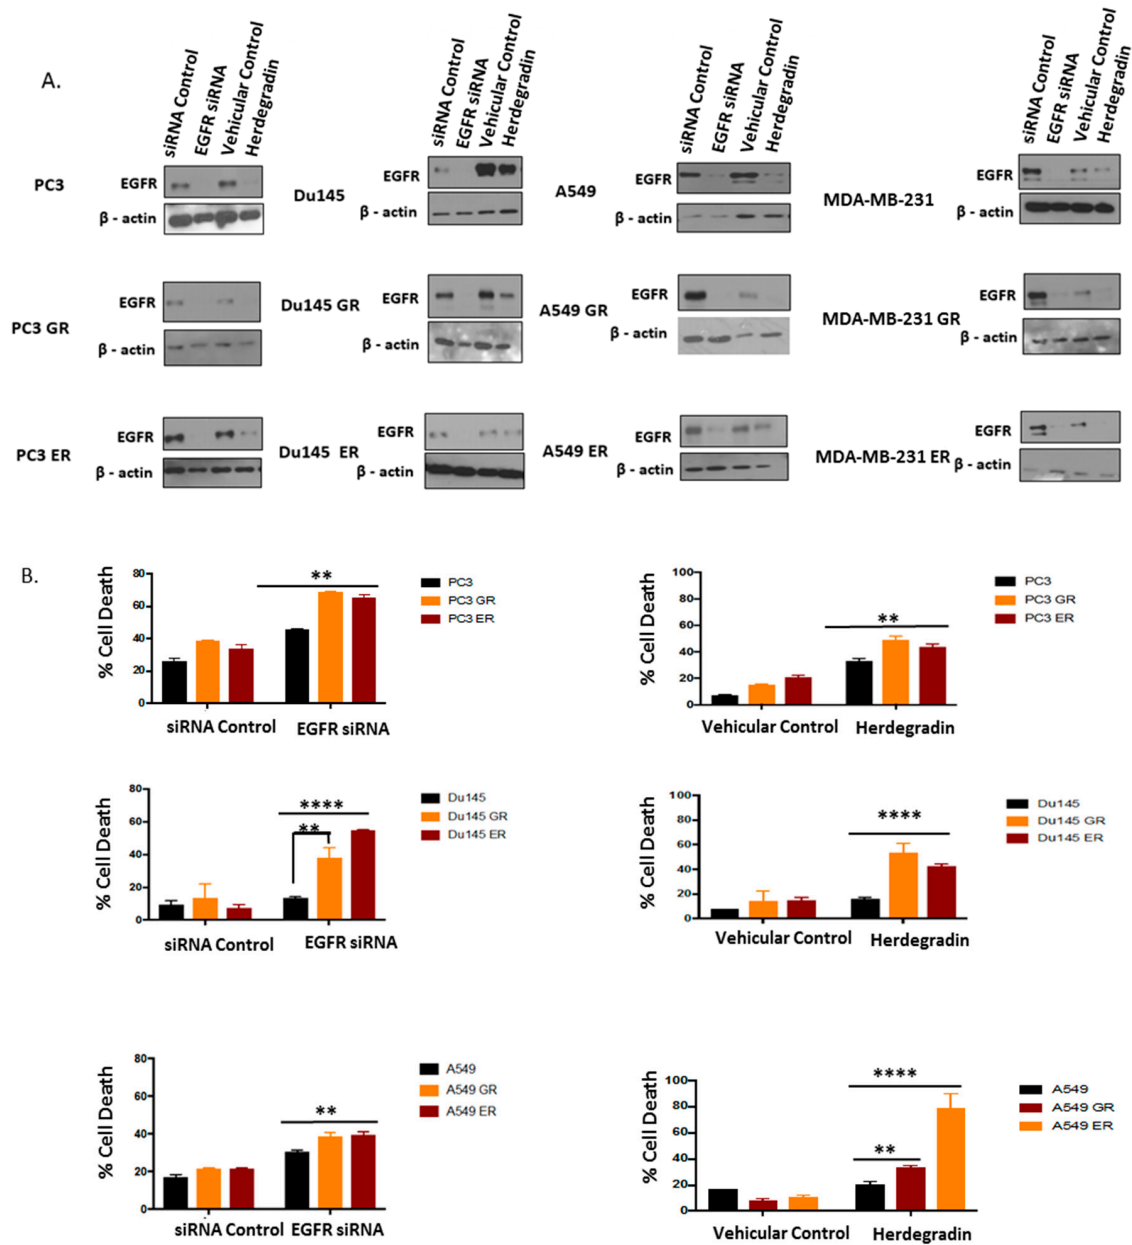 A.
siRNA Control EGFR siRNA Vehicular Control Herdegradin
siRNA Control EGFR siRNA Vehicular Control Herdegradin
siRNA Control EGFR siRNA Vehicular Control Herdegradin
siRNA Control EGFR siRNA Vehicular Control Herdegradin
PC3 EGFR Du145 EGFR A549 EGFR MDA-MB-231 EGFR
β - actin β - actin β - actin β - actin
PC3 GR EGFR Du145 GR EGFR A549 GR EGFR MDA-MB-231 GR EGFR
β - actin β - actin β - actin β - actin
PC3 ER EGFR Du145 ER EGFR A549 ER EGFR MDA-MB-231 ER EGFR
β - actin β - actin β - actin β - actin
B.
% Cell Death
80
60
40
20
0
**
PC3
PC3 GR
PC3 ER
siRNA Control EGFR siRNA
% Cell Death
100
80
60
40
20
0
**
PC3
PC3 GR
PC3 ER
Vehicular Control Herdegradin
% Cell Death
80
60
40
20
0
****
**
Du145
Du145 GR
Du145 ER
siRNA Control EGFR siRNA
% Cell Death
100
80
60
40
20
0
****
Du145
Du145 GR
Du145 ER
Vehicular Control Herdegradin
% Cell Death
80
60
40
20
0
**
A549
A549 GR
A549 ER
siRNA Control EGFR siRNA
% Cell Death
100
80
60
40
20
0
****
**
A549
A549 GR
A549 ER
Vehicular Control Herdegradin